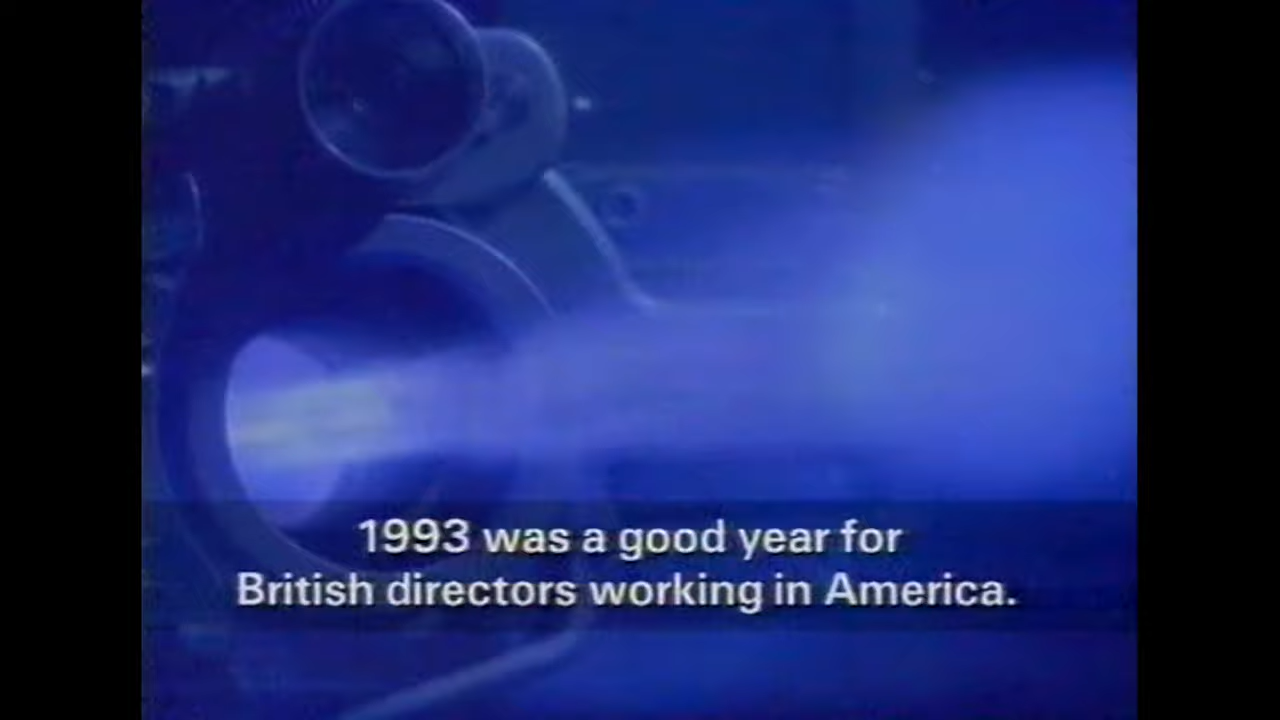 1993 was a good year for
British directors working in America.